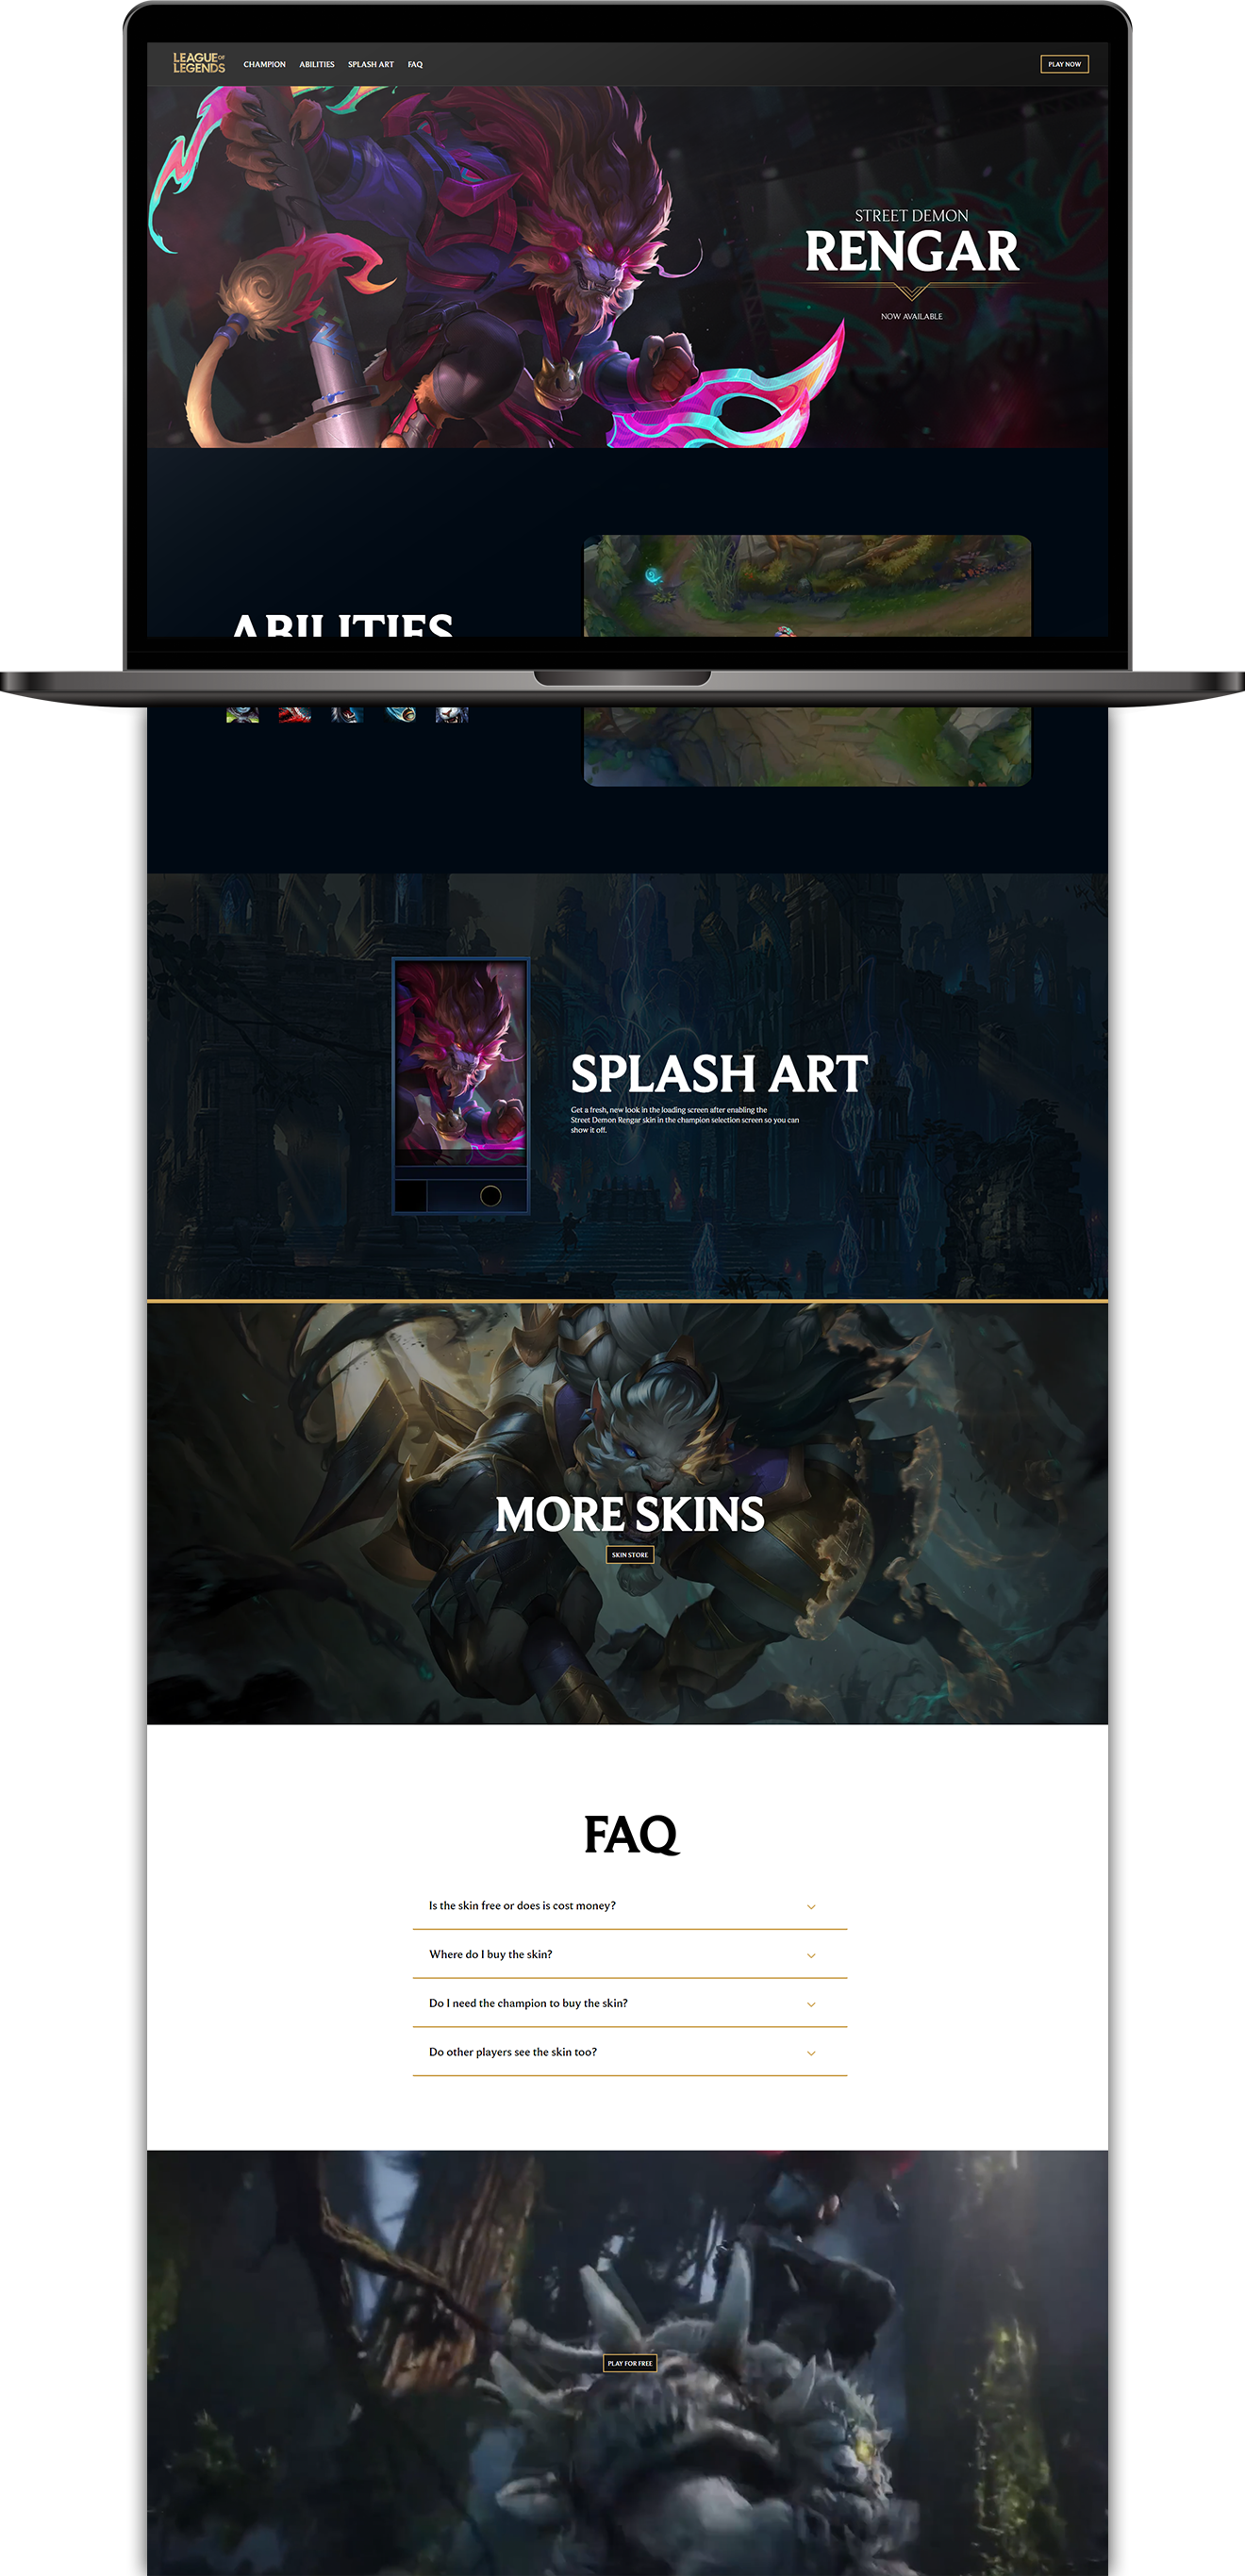 LEAGUE OF
LEGENDS
CHAMPION
ABILITIES
SPLASH ART
FAQ
PLAY NOW
STREET DEMON
RENGAR
NOW AVAILABLE
ABILITIES
SPLASH ART
Get a fresh, new look in the loading screen after enabling the
Street Demon Rengar skin in the champion selection screen so you can
show it off.
MORE SKINS
SKIN STORE
FAQ
Is the skin free or does is cost money?
Where do I buy the skin?
Do I need the champion to buy the skin?
Do other players see the skin too?
PLAY FOR FREE